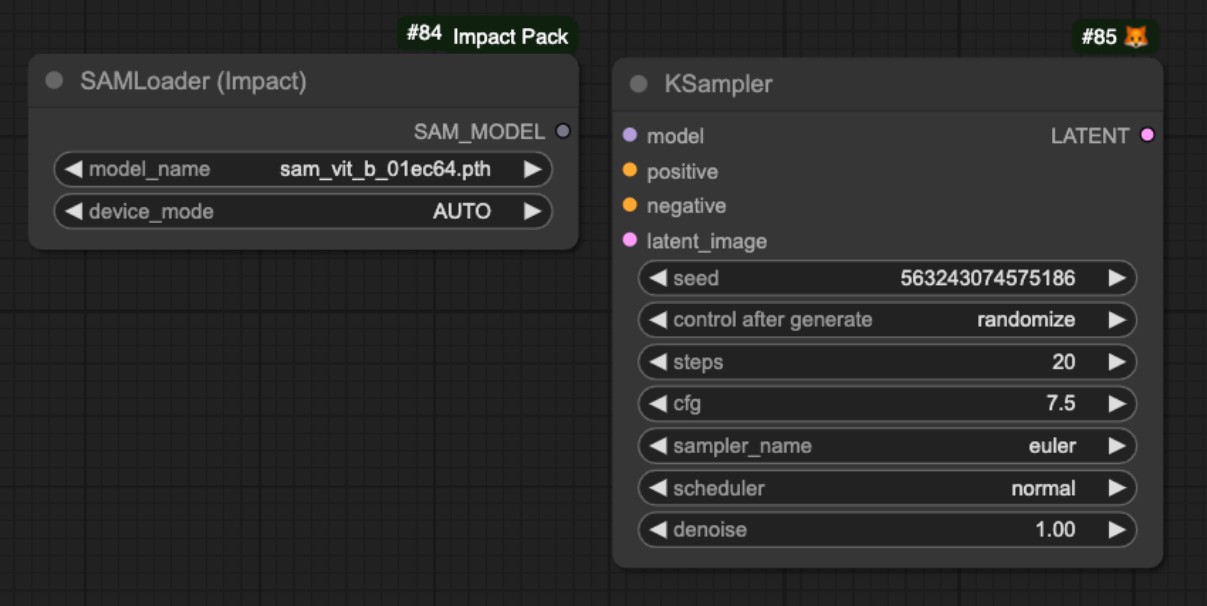 #84 Impact Pack
SAMLoader (Impact)
SAM_MODEL
model_name sam_vit_b_01ec64.pth
device_mode AUTO
#85 🦊
KSampler
model LATENT
positive
negative
latent_image
seed 563243074575186
control after generate randomize
steps 20
cfg 7.5
sampler_name euler
scheduler normal
denoise 1.00